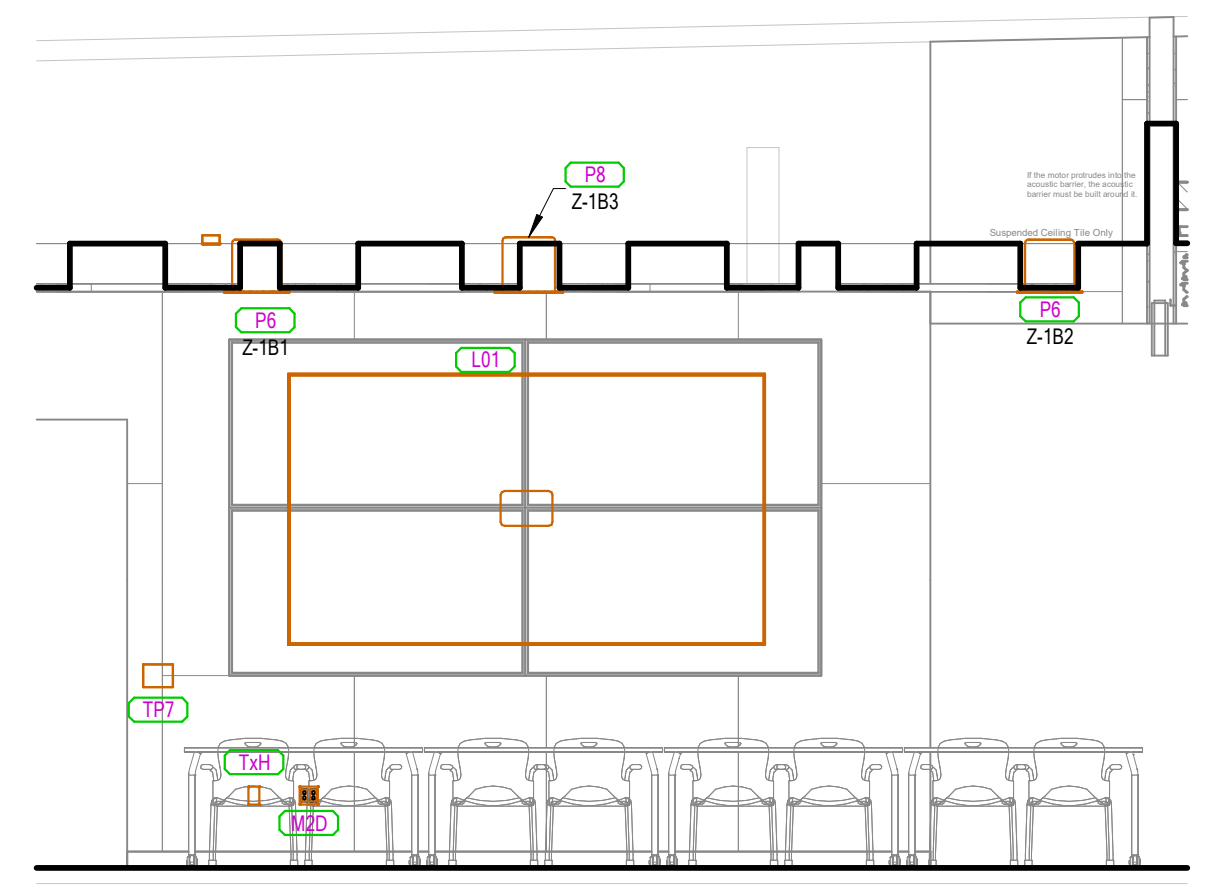 If the motor protrudes into the
acoustic barrier, the acoustic
barrier must be built around it.
P8
Z-1B3
Suspended Ceiling Tile Only
P6
Z-1B1
P6
Z-1B2
L01
TP7
TxH
M2D